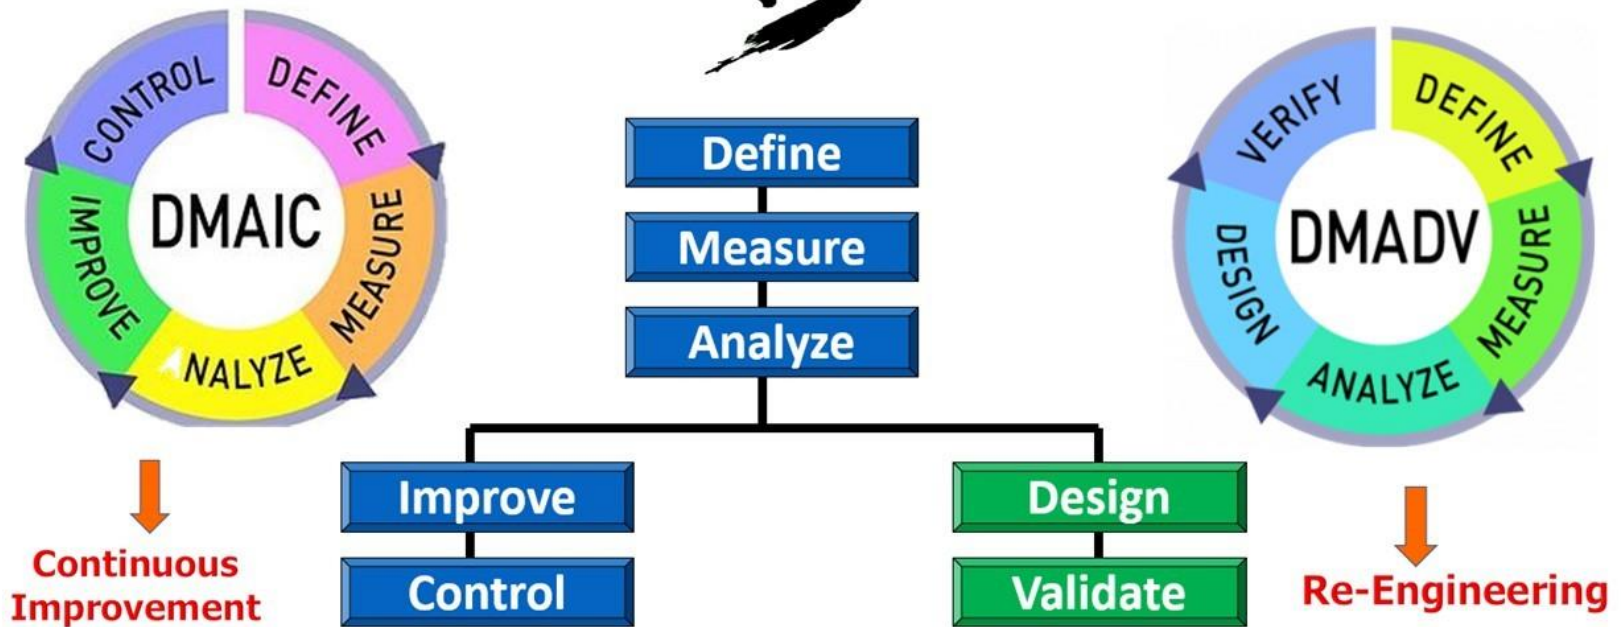 CONTROL
DEFINE
IMPROVE
DMAIC
MEASURE
ANALYZE
Define
Measure
Analyze
VERIFY
DEFINE
DESIGN
DMADV
MEASURE
ANALYZE
Improve
Control
Design
Validate
Continuous
Improvement
Re-Engineering